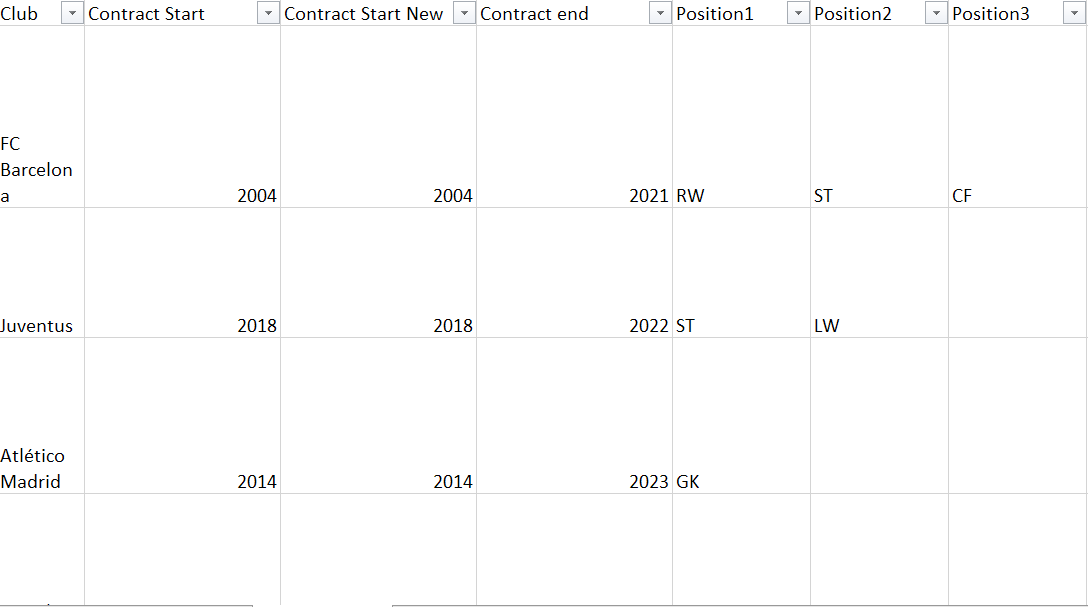 Club Contract Start Contract Start New Contract end Position1 Position2 Position3
FC
Barcelon
a 2004 2004 2021 RW ST CF
Juventus 2018 2018 2022 ST LW
Atlético
Madrid 2014 2014 2023 GK